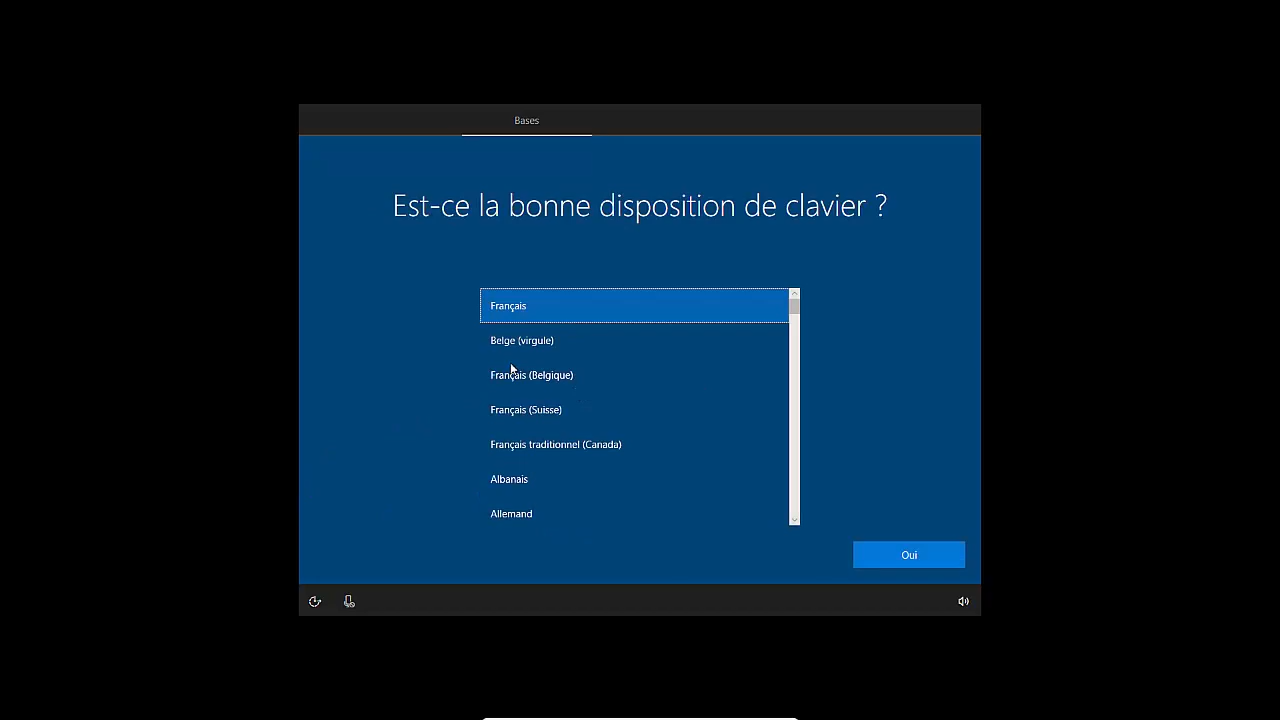 Bases
Est-ce la bonne disposition de clavier ?
Français
Belge (virgule)
Français (Belgique)
Français (Suisse)
Français traditionnel (Canada)
Albanais
Allemand
Oui